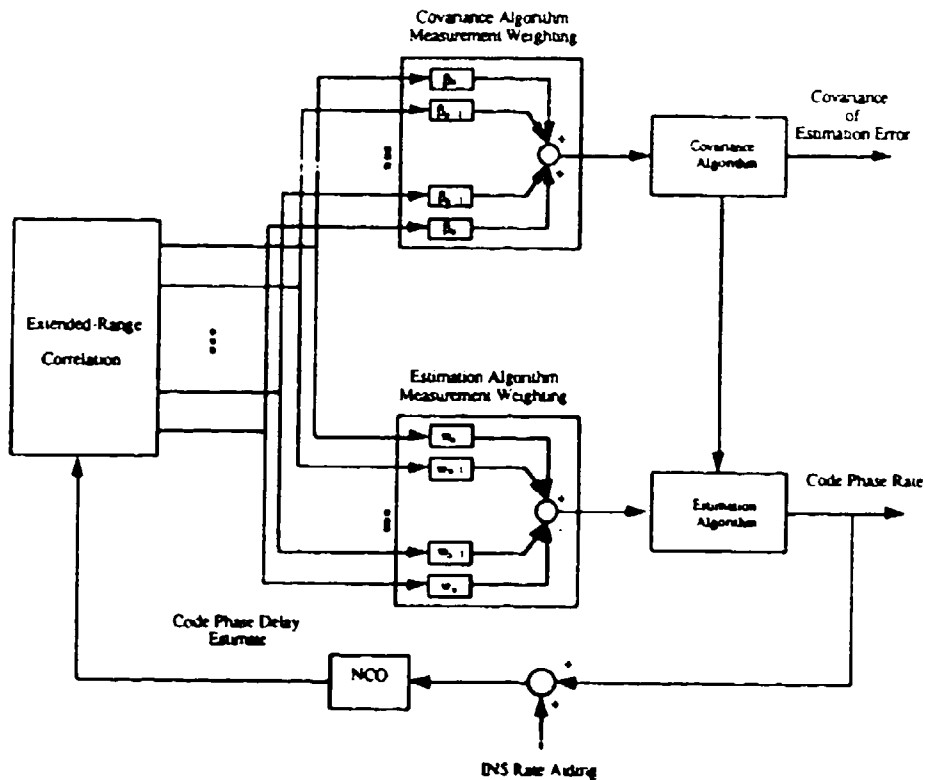 Covariance Algorithm
Measurement Weighting
Covariance
of
Estimation Error
Covariance
Algorithm
Extended-Range
Correlation
Estimation Algorithm
Measurement Weighting
Code Phase Rate
Estimation
Algorithm
Code Phase Delay
Estimate
NCO
+
+
+
+
+
+
INS Rate Aiding